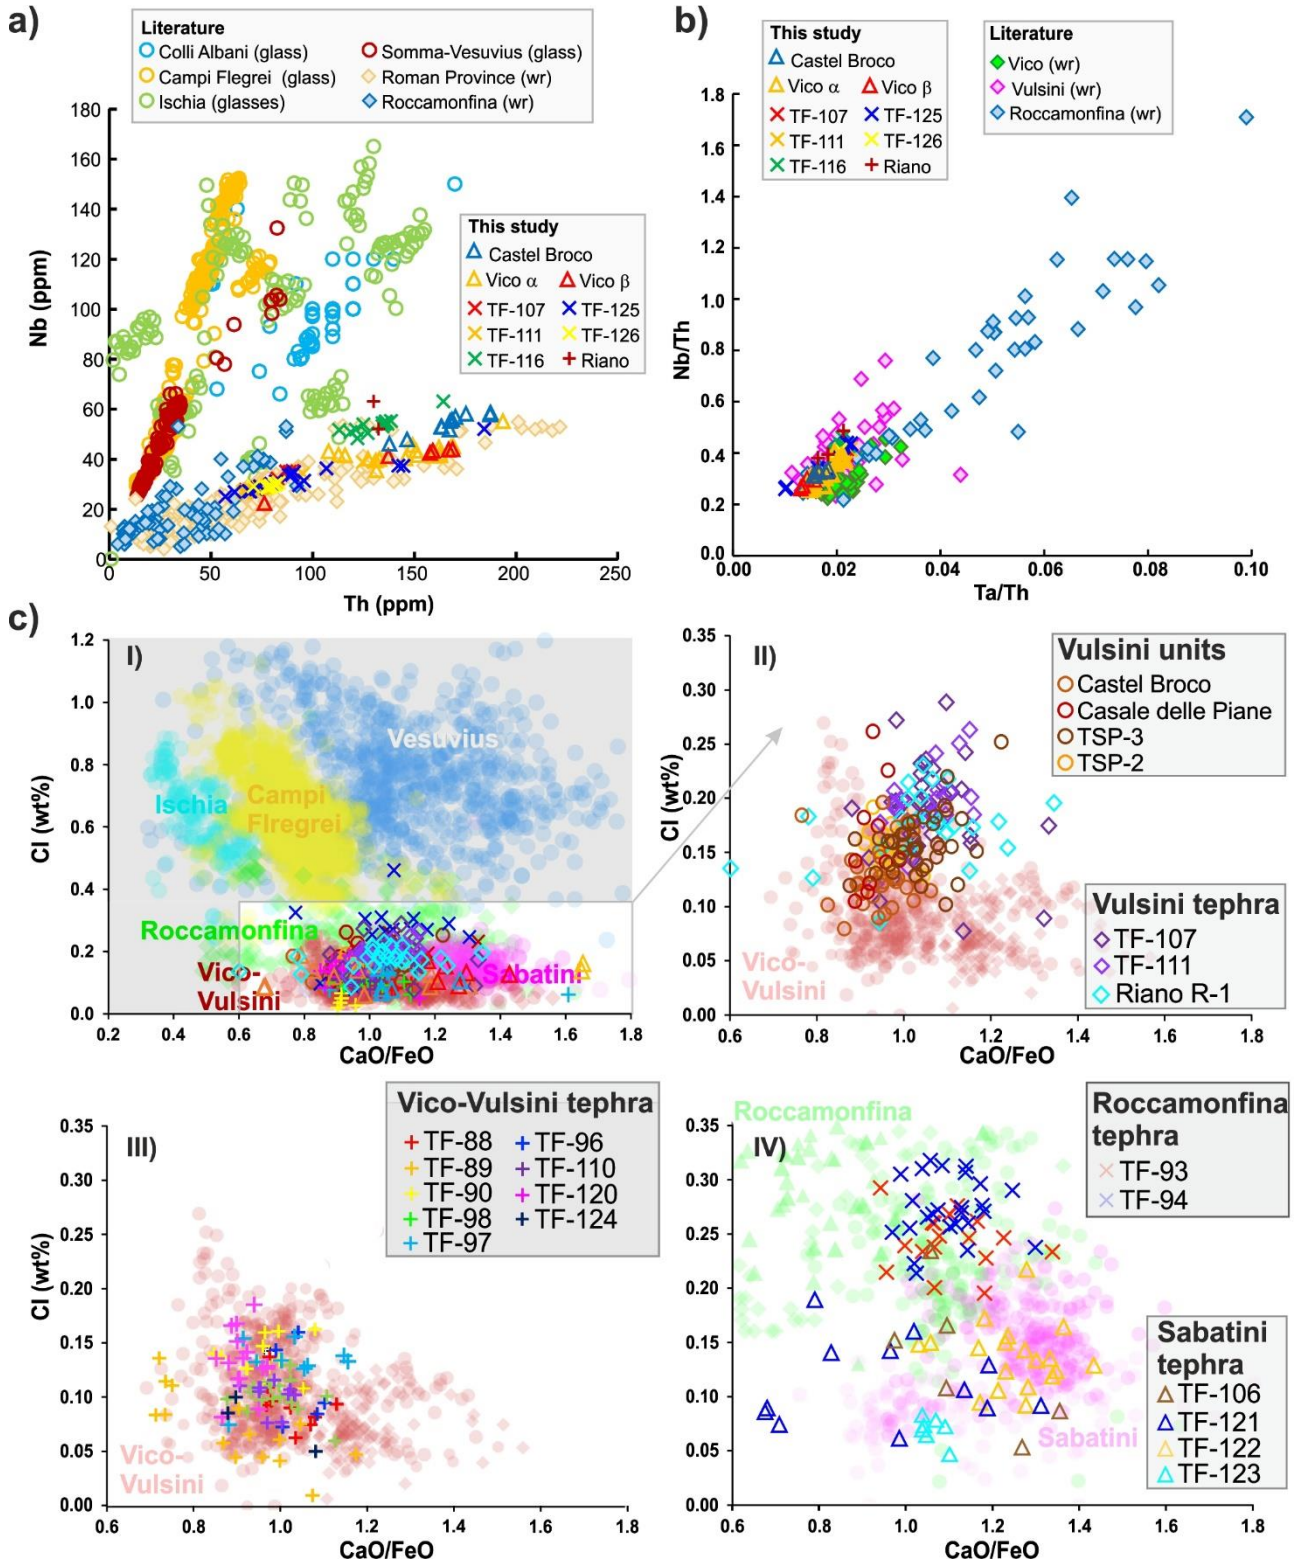 a)
Literature
Colli Albani (glass)
Campi Flegrei (glass)
Ischia (glasses)
Somma-Vesuvius (glass)
Roman Province (wr)
Roccamonfina (wr)
180
160
140
120
100
80
60
40
20
0
Nb (ppm)
This study
Castel Broco
Vico α
Vico β
TF-107
TF-125
TF-111
TF-126
TF-116
Riano
50
100
150
200
250
Th (ppm)
b)
This study
Castel Broco
Vico α
Vico β
TF-107
TF-125
TF-111
TF-126
TF-116
Riano
Literature
Vico (wr)
Vulsini (wr)
Roccamonfina (wr)
1.8
1.6
1.4
1.2
1.0
0.8
0.6
0.4
0.2
0.0
Nb/Th
0.00
0.02
0.04
0.06
0.08
0.10
Ta/Th
c)
I)
1.2
1.0
0.8
0.6
0.4
0.2
0.0
Cl (wt%)
Vesuvius
Ischia
Campi
Flregrei
Roccamonfina
Vico-
Vulsini
Sabatini
0.2
0.4
0.6
0.8
1.0
1.2
1.4
1.6
1.8
CaO/FeO
II)
0.35
0.30
0.25
0.20
0.15
0.10
0.05
0.00
Cl (wt%)
Vulsini units
Castel Broco
Casale delle Piane
TSP-3
TSP-2
Vulsini tephra
TF-107
TF-111
Riano R-1
Vico-
Vulsini
0.6
0.8
1.0
1.2
1.4
1.6
1.8
CaO/FeO
III)
0.35
0.30
0.25
0.20
0.15
0.10
0.05
0.00
Cl (wt%)
Vico-Vulsini tephra
TF-88
TF-96
TF-89
TF-110
TF-90
TF-120
TF-98
TF-124
TF-97
Vico-
Vulsini
0.6
0.8
1.0
1.2
1.4
1.6
1.8
CaO/FeO
IV)
0.35
0.30
0.25
0.20
0.15
0.10
0.05
0.00
Roccamonfina
Roccamonfina
tephra
TF-93
TF-94
Sabatini
tephra
TF-106
TF-121
TF-122
TF-123
Sabatini
0.6
0.8
1.0
1.2
1.4
1.6
1.8
CaO/FeO